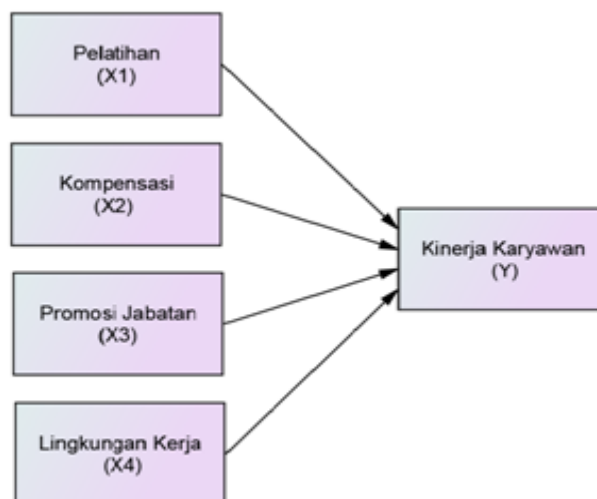 Pelatihan
(X1)
Kompensasi
(X2)
Promosi Jabatan
(X3)
Lingkungan Kerja
(X4)
Kinerja Karyawan
(Y)